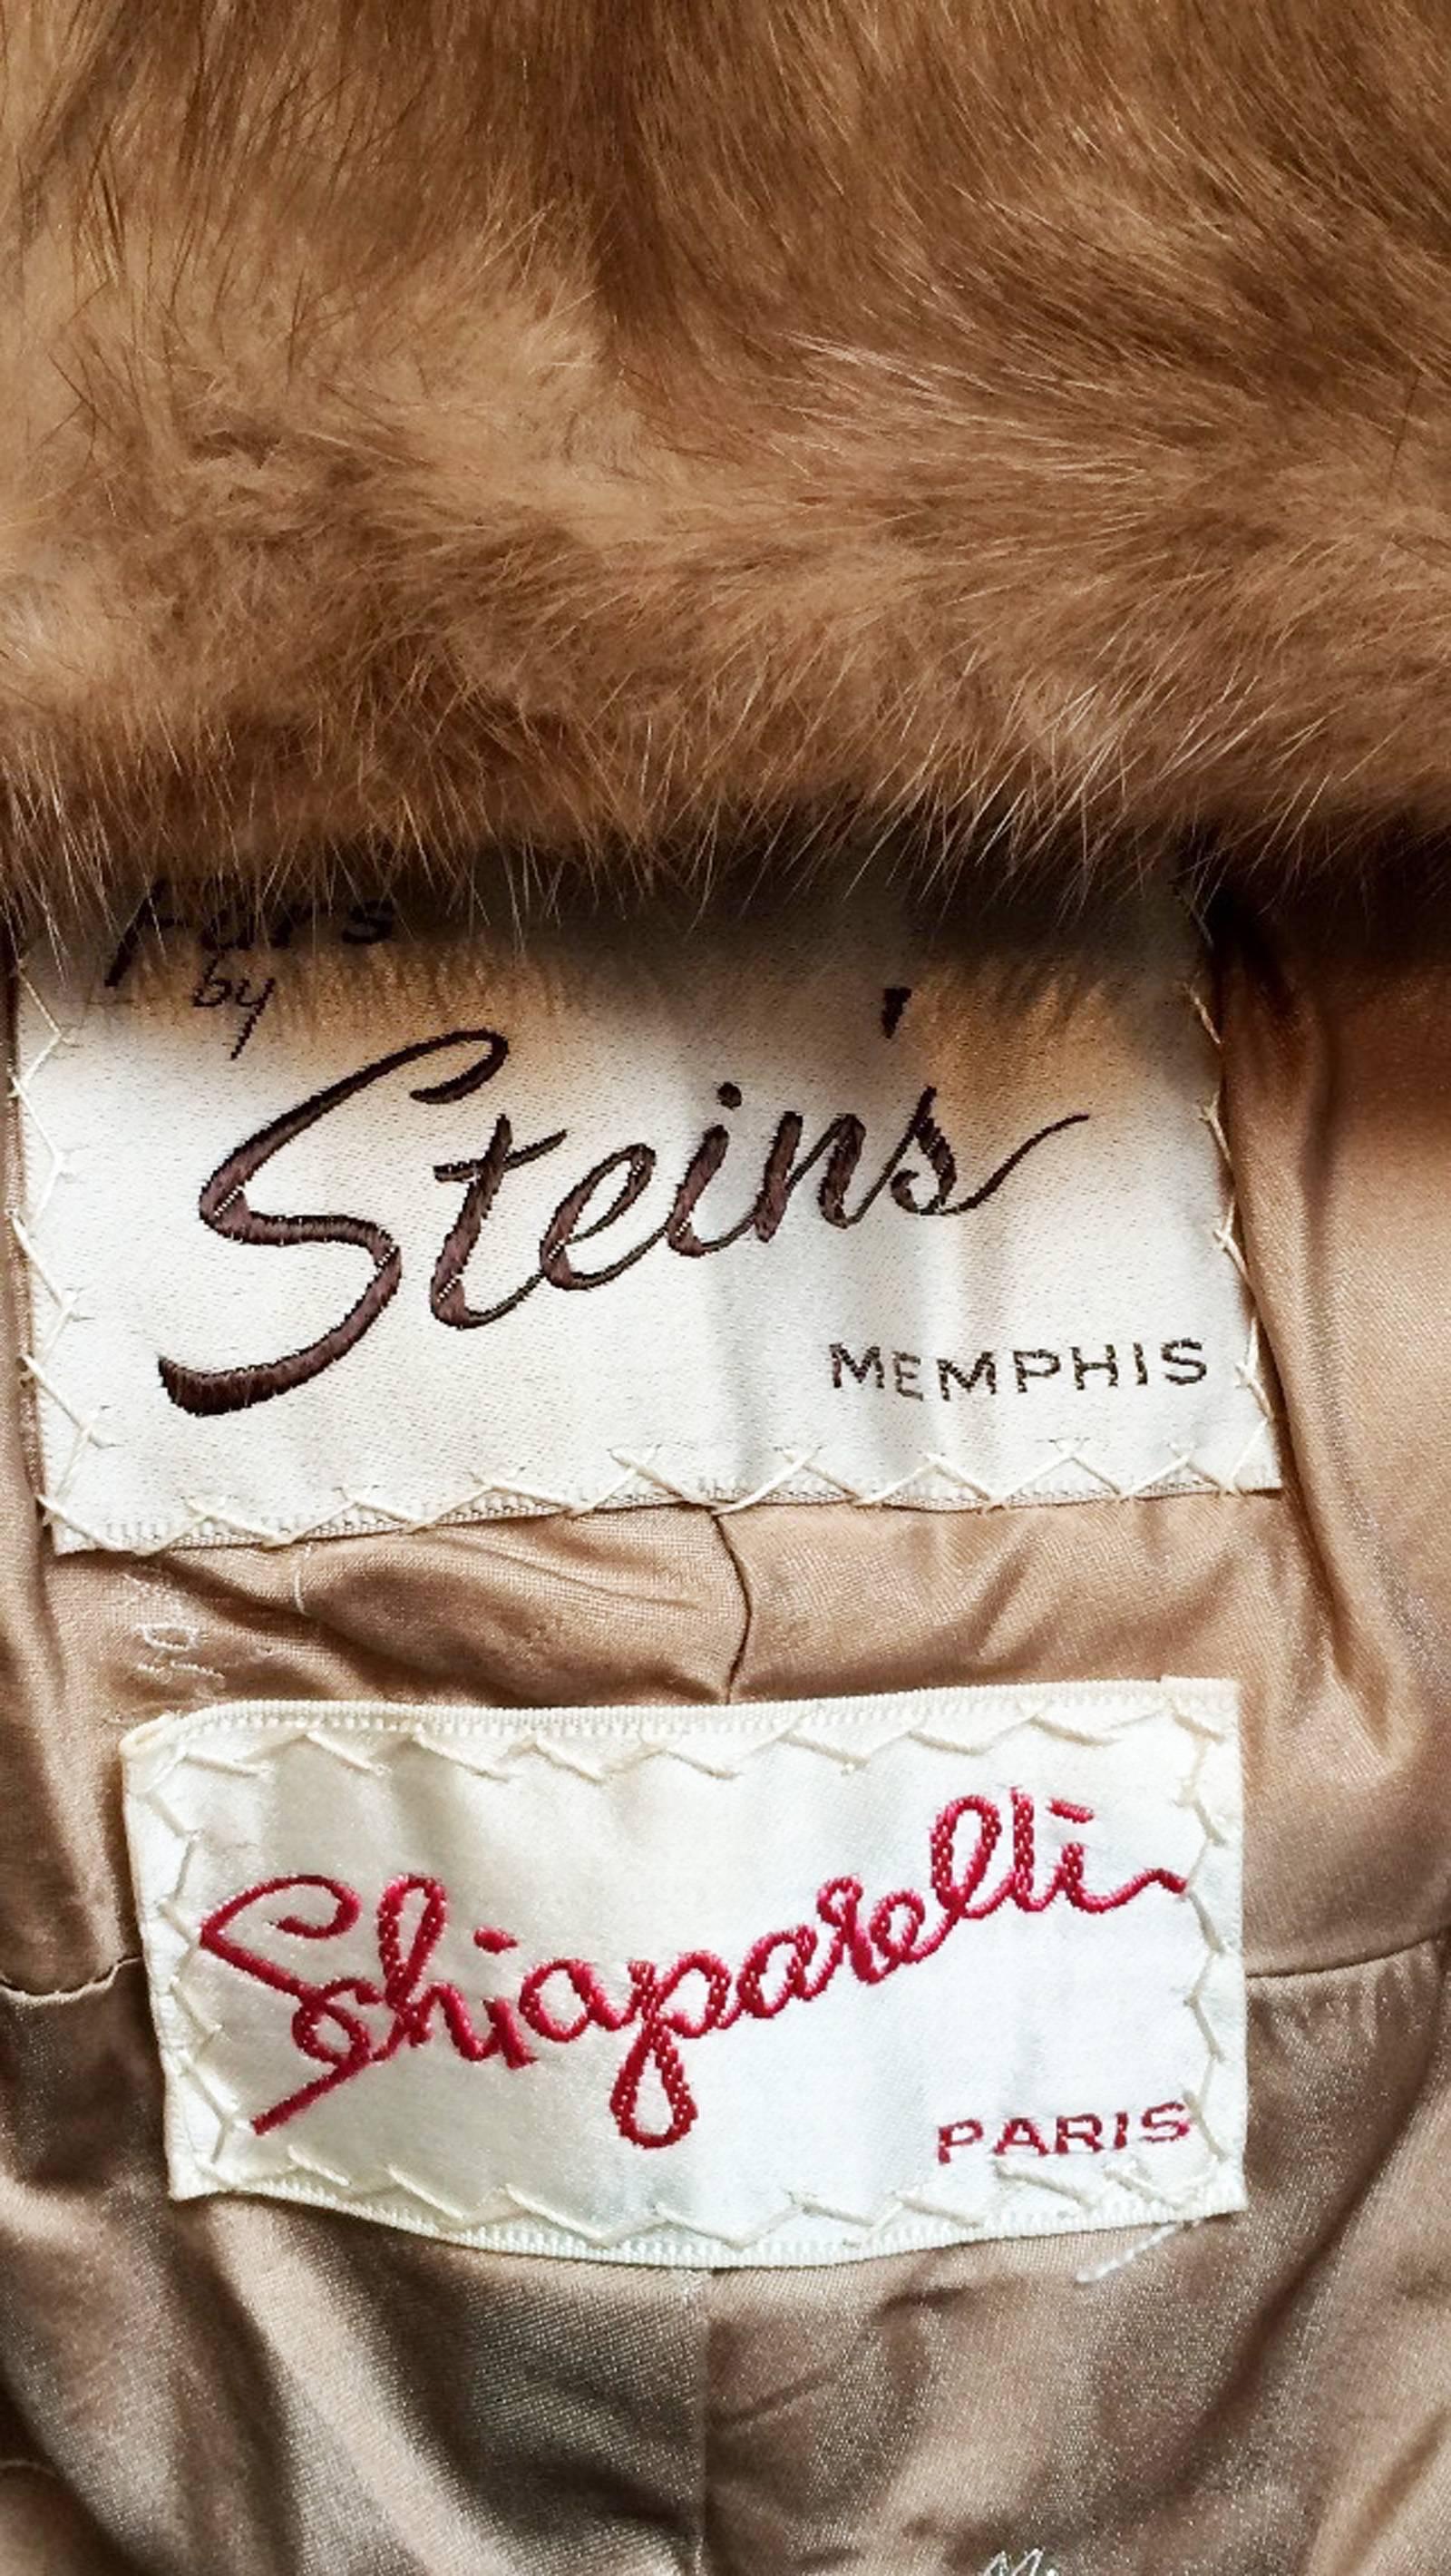 Furs
by
Stein's
MEMPHIS
Schiaparelli
PARIS